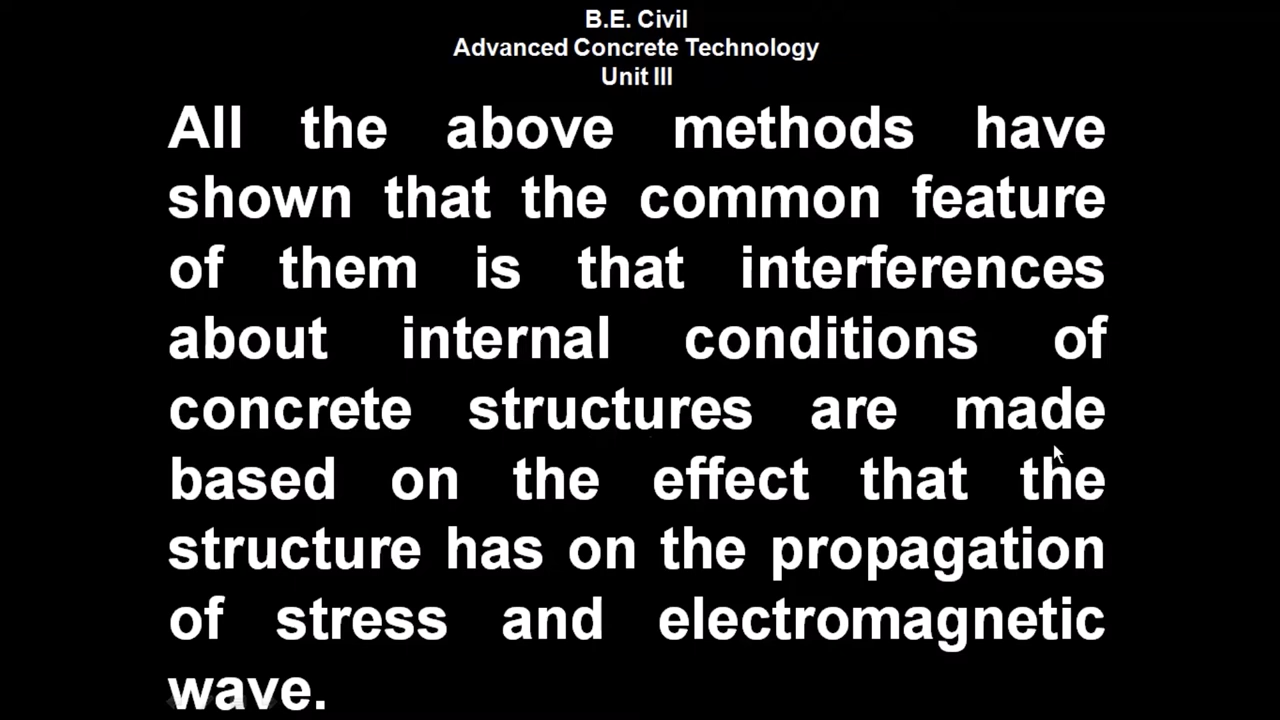 B.E. Civil
Advanced Concrete Technology
Unit III
All the above methods have
shown that the common feature
of them is that interferences
about internal conditions of
concrete structures are made
based on the effect that the
structure has on the propagation
of stress and electromagnetic
wave.